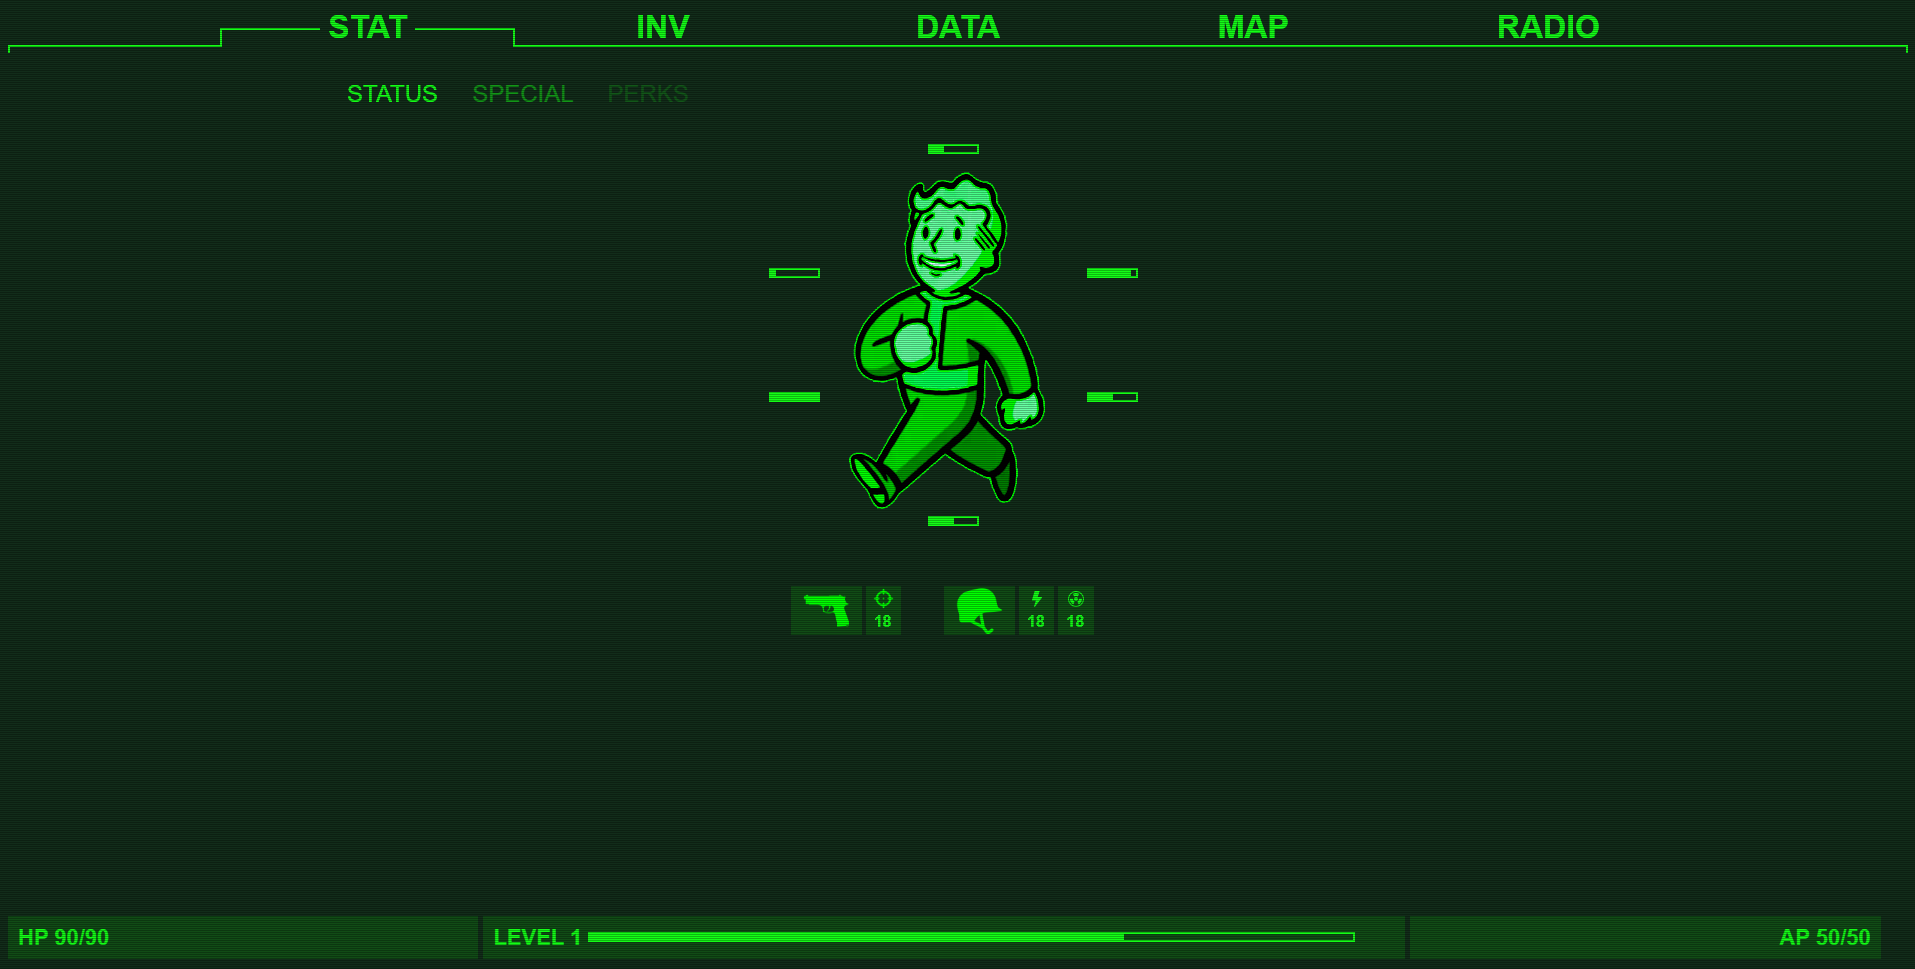 STAT INV DATA MAP RADIO
STATUS SPECIAL PERKS
18 18 18
HP 90/90 LEVEL 1 AP 50/50